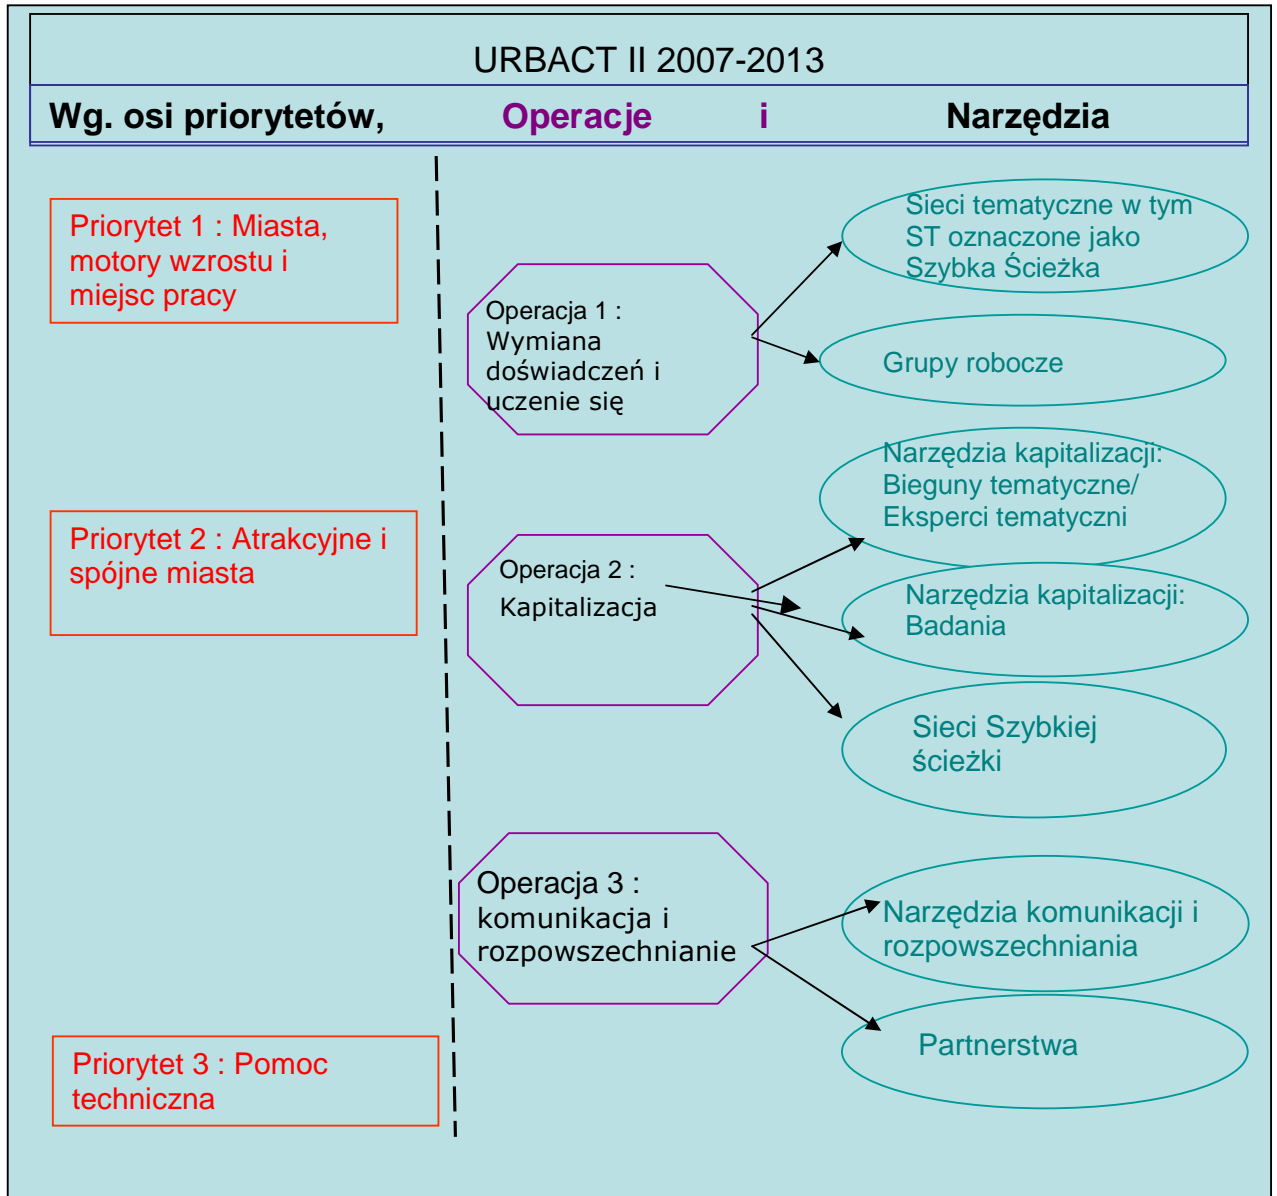 URBACT II 2007-2013
Wg. osi priorytetów, Operacje i Narzędzia
Priorytet 1 : Miasta,
motory wzrostu i
miejsc pracy
Priorytet 2 : Atrakcyjne i
spójne miasta
Priorytet 3 : Pomoc
techniczna
Operacja 1 :
Wymiana
doświadczeń i
uczenie się
Operacja 2 :
Kapitalizacja
Operacja 3 :
komunikacja i
rozpowszechnianie
Sieci tematyczne w tym
ST oznaczone jako
Szybka Ścieżka
Grupy robocze
Narzędzia kapitalizacji:
Bieguny tematyczne/
Eksperci tematyczni
Narzędzia kapitalizacji:
Badania
Sieci Szybkiej
ścieżki
Narzędzia komunikacji i
rozpowszechniania
Partnerstwa